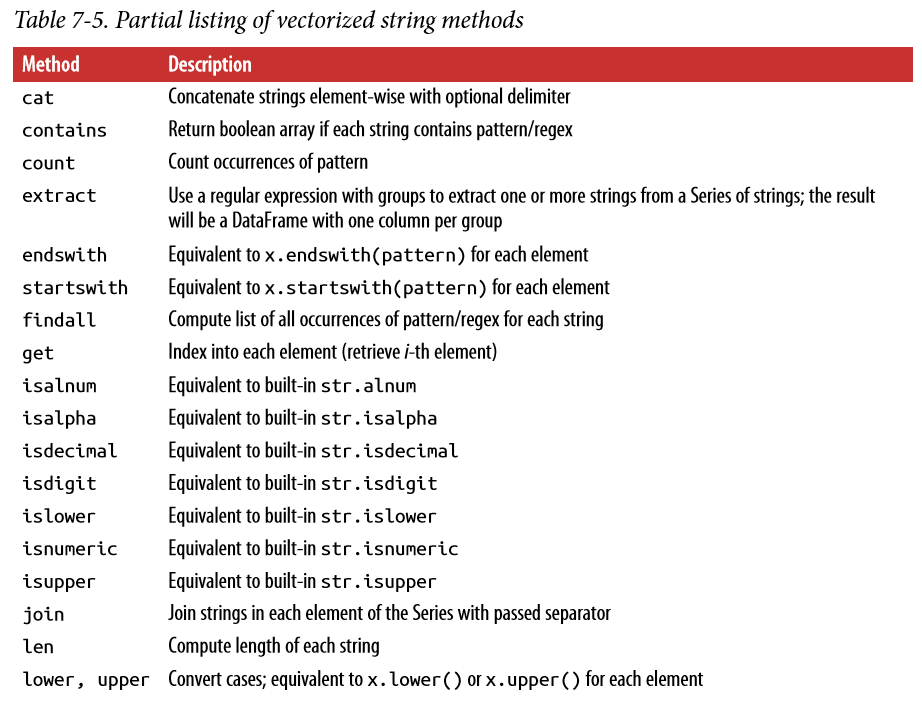 Table 7-5. Partial listing of vectorized string methods
Method Description
cat Concatenate strings element-wise with optional delimiter
contains Return boolean array if each string contains pattern/regex
count Count occurrences of pattern
extract Use a regular expression with groups to extract one or more strings from a Series of strings; the result
will be a DataFrame with one column per group
endswith Equivalent to x.endswith(pattern) for each element
startswith Equivalent to x.startswith(pattern) for each element
findall Compute list of all occurrences of pattern/regex for each string
get Index into each element (retrieve i-th element)
isalnum Equivalent to built-in str.alnum
isalpha Equivalent to built-in str.isalpha
isdecimal Equivalent to built-in str.isdecimal
isdigit Equivalent to built-in str.isdigit
islower Equivalent to built-in str.islower
isnumeric Equivalent to built-in str.isnumeric
isupper Equivalent to built-in str.isupper
join Join strings in each element of the Series with passed separator
len Compute length of each string
lower, upper Convert cases; equivalent to x.lower() or x.upper() for each element